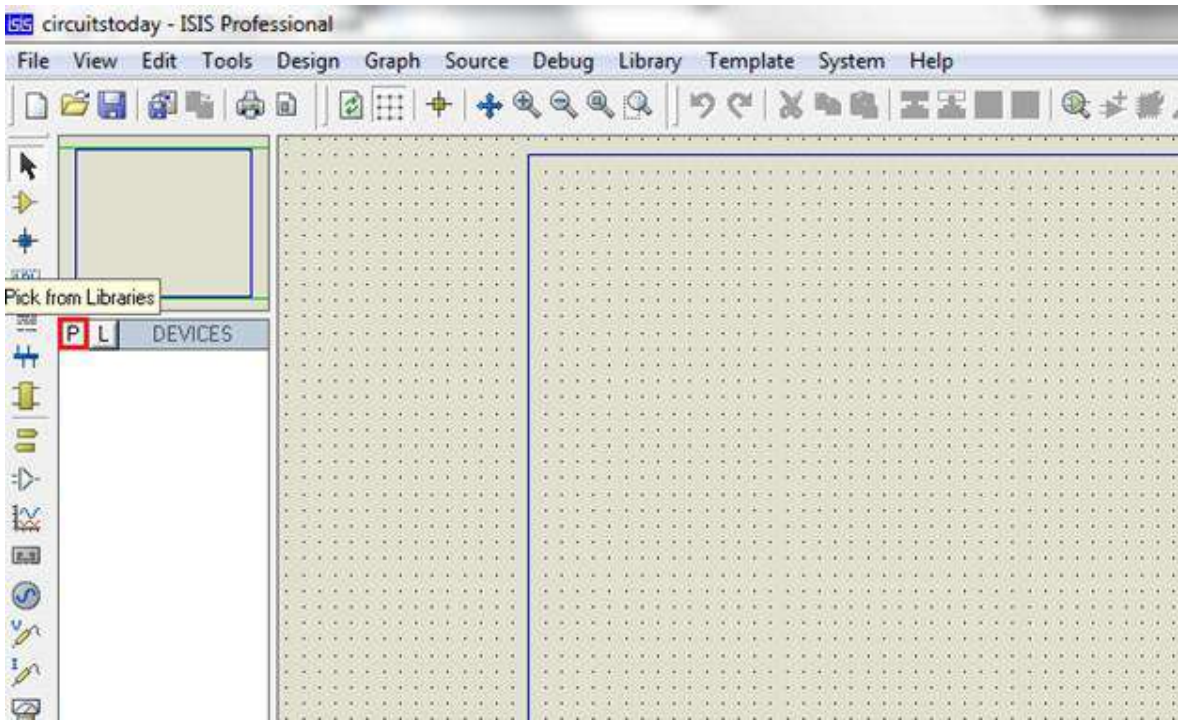 ISIS circuitstoday - ISIS Professional
File View Edit Tools Design Graph Source Debug Library Template System Help
Pick from Libraries
P L DEVICES